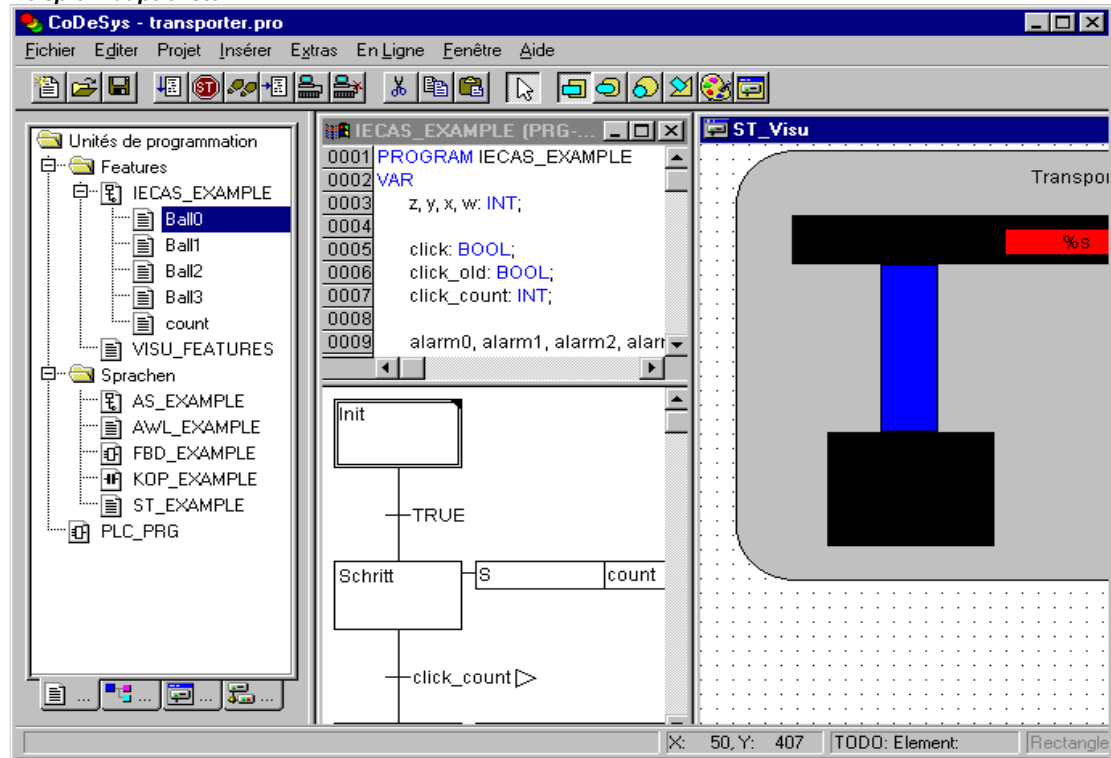 CoDeSys - transporter.pro
Fichier Editer Projet Insérer Extras En Ligne Fenêtre Aide
ST
Unités de programmation
Features
IECAS_EXAMPLE
Ball0
Ball1
Ball2
Ball3
count
VISU_FEATURES
Sprachen
AS_EXAMPLE
AWL_EXAMPLE
FBD_EXAMPLE
KOP_EXAMPLE
ST_EXAMPLE
PLC_PRG
... ... ... ...
IECAS_EXAMPLE (PRG-...
0001 PROGRAM IECAS_EXAMPLE
0002 VAR
0003 z, y, x, w: INT;
0004
0005 click: BOOL;
0006 click_old: BOOL;
0007 click_count: INT;
0008
0009 alarm0, alarm1, alarm2, alarr
Init
TRUE
Schritt
S count
click_count
ST_Visu
Transpor
%s
X: 50, Y: 407 TODO: Element: Rectangle